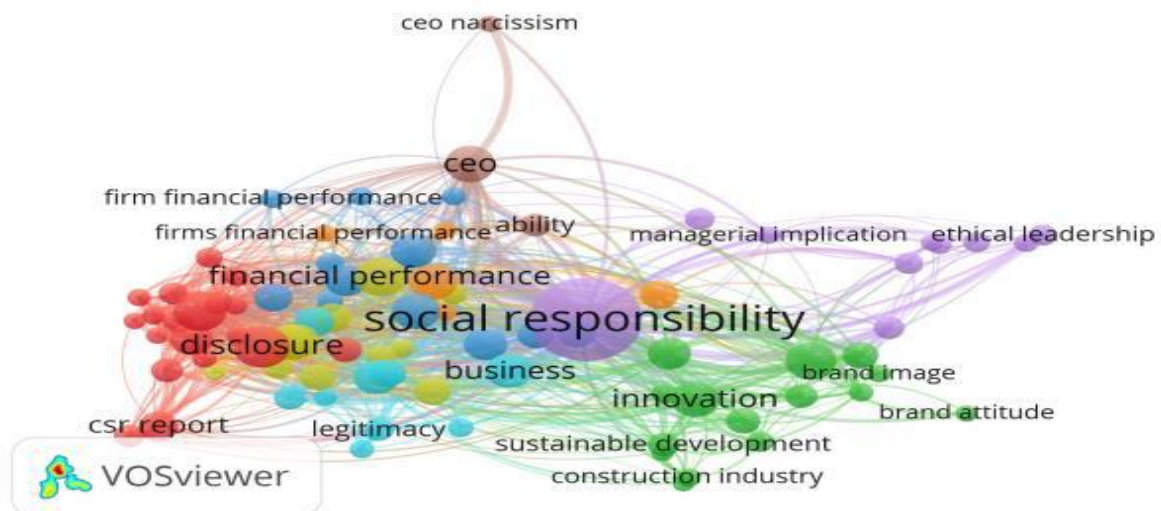 ceo narcissism
ceo
firm financial performance
firms financial performance
ability
managerial implication
ethical leadership
financial performance
social responsibility
disclosure
business
brand image
innovation
brand attitude
csr report
legitimacy
sustainable development
construction industry
VOSviewer